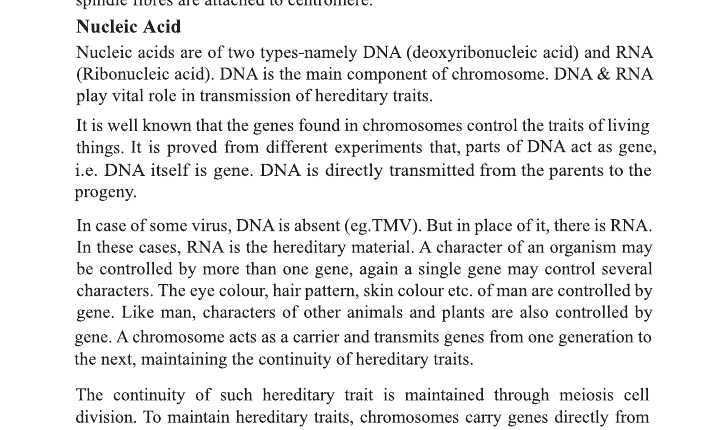 spindle fibres are attached to centromere.
Nucleic Acid
Nucleic acids are of two types-namely DNA (deoxyribonucleic acid) and RNA
(Ribonucleic acid). DNA is the main component of chromosome. DNA & RNA
play vital role in transmission of hereditary traits.
It is well known that the genes found in chromosomes control the traits of living
things. It is proved from different experiments that, parts of DNA act as gene,
i.e. DNA itself is gene. DNA is directly transmitted from the parents to the
progeny.
In case of some virus, DNA is absent (eg.TMV). But in place of it, there is RNA.
In these cases, RNA is the hereditary material. A character of an organism may
be controlled by more than one gene, again a single gene may control several
characters. The eye colour, hair pattern, skin colour etc. of man are controlled by
gene. Like man, characters of other animals and plants are also controlled by
gene. A chromosome acts as a carrier and transmits genes from one generation to
the next, maintaining the continuity of hereditary traits.
The continuity of such hereditary trait is maintained through meiosis cell
division. To maintain hereditary traits, chromosomes carry genes directly from